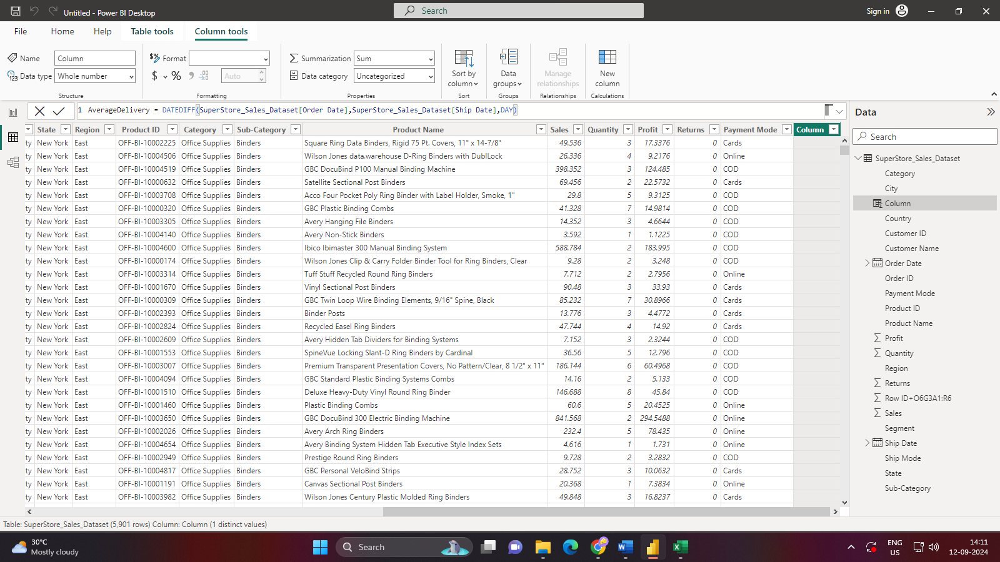 Untitled - Power BI Desktop
Search
Sign in
File Home Help Table tools Column tools
Name Column
Data type Whole number
Structure
$% Format
$ % Auto
Formatting
Summarization Sum
Data category Uncategorized
Properties
Sort by column
Sort
Data groups
Groups
Manage relationships
Relationships
New column
Calculations
1 AverageDelivery = DATEDIFF(SuperStore_Sales_Dataset[Order Date],SuperStore_Sales_Dataset[Ship Date],DAY)
State Region Product ID Category Sub-Category Product Name Sales Quantity Profit Returns Payment Mode Column
ty New York East OFF-BI-10002225 Office Supplies Binders Square Ring Data Binders, Rigid 75 Pt. Covers, 11" x 14-7/8" 49.536 3 17.3376 0 Cards
ty New York East OFF-BI-10004506 Office Supplies Binders Wilson Jones data.warehouse D-Ring Binders with DublLock 26.336 4 9.2176 0 Online
ty New York East OFF-BI-10004519 Office Supplies Binders GBC DocuBind P100 Manual Binding Machine 398.352 3 124.485 0 COD
ty New York East OFF-BI-10000632 Office Supplies Binders Satellite Sectional Post Binders 69.456 2 22.5732 0 Cards
ty New York East OFF-BI-10003708 Office Supplies Binders Acco Four Pocket Poly Ring Binder with Label Holder, Smoke, 1" 29.8 5 9.3125 0 COD
ty New York East OFF-BI-10000320 Office Supplies Binders GBC Plastic Binding Combs 41.328 7 14.9814 0 COD
ty New York East OFF-BI-10003305 Office Supplies Binders Avery Hanging File Binders 14.352 3 4.6644 0 COD
ty New York East OFF-BI-10004140 Office Supplies Binders Avery Non-Stick Binders 3.592 1 1.1225 0 COD
ty New York East OFF-BI-10004600 Office Supplies Binders Ibico Ibimaster 300 Manual Binding System 588.784 2 183.995 0 COD
ty New York East OFF-BI-10000174 Office Supplies Binders Wilson Jones Clip & Carry Folder Binder Tool for Ring Binders, Clear 9.28 2 3.248 0 COD
ty New York East OFF-BI-10003314 Office Supplies Binders Tuff Stuff Recycled Round Ring Binders 7.712 2 2.7956 0 Online
ty New York East OFF-BI-10001670 Office Supplies Binders Vinyl Sectional Post Binders 90.48 3 33.93 0 Cards
ty New York East OFF-BI-10000309 Office Supplies Binders GBC Twin Loop Wire Binding Elements, 9/16" Spine, Black 85.232 7 30.8966 0 Cards
ty New York East OFF-BI-10002393 Office Supplies Binders Binder Posts 13.776 3 4.4772 0 Cards
ty New York East OFF-BI-10002824 Office Supplies Binders Recycled Easel Ring Binders 47.744 4 14.92 0 Cards
ty New York East OFF-BI-10002609 Office Supplies Binders Avery Hidden Tab Dividers for Binding Systems 7.152 3 2.3244 0 COD
ty New York East OFF-BI-10001553 Office Supplies Binders SpineVue Locking Slant-D Ring Binders by Cardinal 36.56 5 12.796 0 COD
ty New York East OFF-BI-10003007 Office Supplies Binders Premium Transparent Presentation Covers, No Pattern/Clear, 8 1/2" x 11" 186.144 6 60.4968 0 COD
ty New York East OFF-BI-10004094 Office Supplies Binders GBC Standard Plastic Binding Systems Combs 14.16 2 5.133 0 COD
ty New York East OFF-BI-10001510 Office Supplies Binders Deluxe Heavy-Duty Vinyl Round Ring Binder 146.688 8 45.84 0 COD
ty New York East OFF-BI-10001460 Office Supplies Binders Plastic Binding Combs 60.6 5 20.4525 0 Online
ty New York East OFF-BI-10003650 Office Supplies Binders GBC DocuBind 300 Electric Binding Machine 841.568 2 294.5488 0 Online
ty New York East OFF-BI-10002026 Office Supplies Binders Avery Arch Ring Binders 232.4 5 78.435 0 Online
ty New York East OFF-BI-10004654 Office Supplies Binders Avery Binding System Hidden Tab Executive Style Index Sets 4.616 1 1.731 0 Online
ty New York East OFF-BI-10002949 Office Supplies Binders Prestige Round Ring Binders 9.728 2 3.2832 0 COD
ty New York East OFF-BI-10004817 Office Supplies Binders GBC Personal VeloBind Strips 28.752 3 10.0632 0 Cards
ty New York East OFF-BI-10001191 Office Supplies Binders Canvas Sectional Post Binders 20.368 1 7.3834 0 Online
ty New York East OFF-BI-10003982 Office Supplies Binders Wilson Jones Century Plastic Molded Ring Binders 49.848 3 16.8237 0 Cards
Data
Search
SuperStore_Sales_Dataset
Category
City
Column
Country
Customer ID
Customer Name
Order Date
Order ID
Payment Mode
Product ID
Product Name
Profit
Quantity
Region
Returns
Row ID+O6G3A1:R6
Sales
Segment
Ship Date
Ship Mode
State
Sub-Category
Table: SuperStore_Sales_Dataset (5,901 rows) Column: Column (1 distinct values)
30°C
Mostly cloudy
Search
ENG
US
14:11
12-09-2024